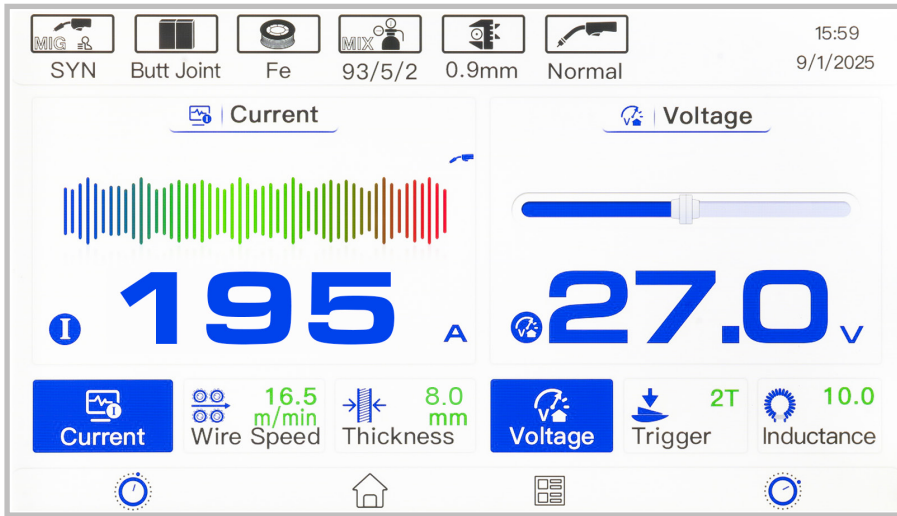 MIG
SYN
Butt Joint
Fe
MIX
93/5/2
0.9mm
Normal
15:59
9/1/2025
Current
195
I
A
Voltage
27.0
V
V
Current
16.5
m/min
Wire Speed
8.0
mm
Thickness
V
Voltage
2T
Trigger
10.0
Inductance